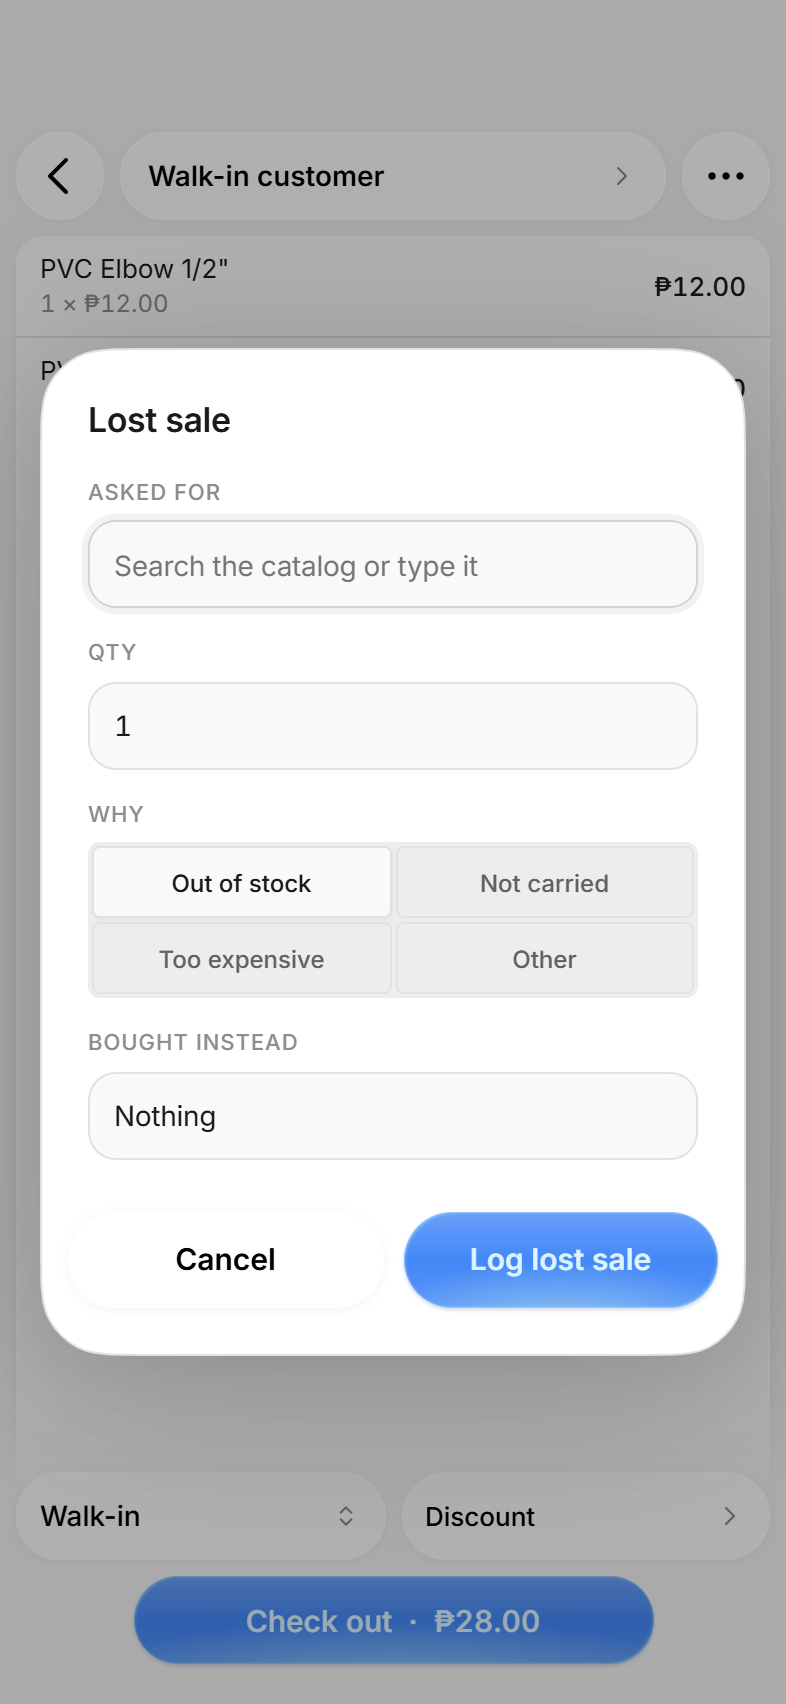 Walk-in customer
PVC Elbow 1/2"
1 × ₱12.00
₱12.00
Lost sale
ASKED FOR
Search the catalog or type it
QTY
1
WHY
Out of stock
Not carried
Too expensive
Other
BOUGHT INSTEAD
Nothing
Cancel
Log lost sale
Walk-in
Discount
Check out · ₱28.00